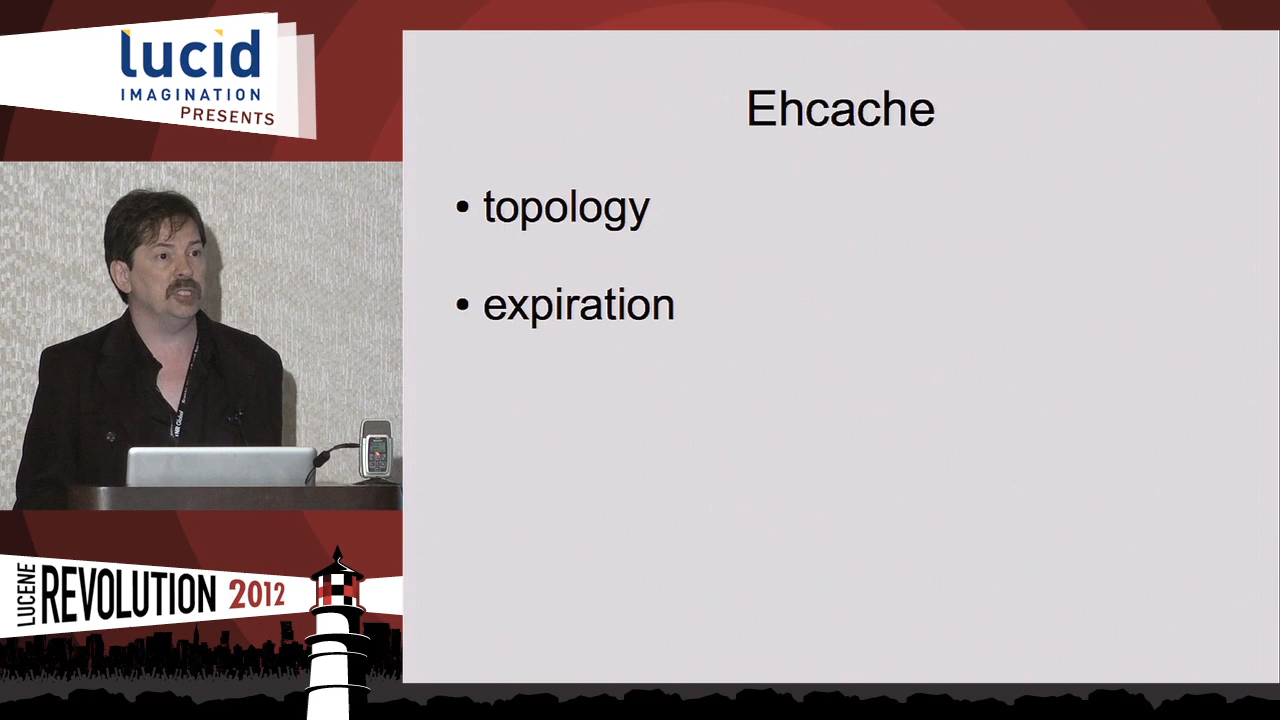 lucid
IMAGINATION
PRESENTS
Ehcache
• topology
• expiration
LUCENE
REVOLUTION 2012